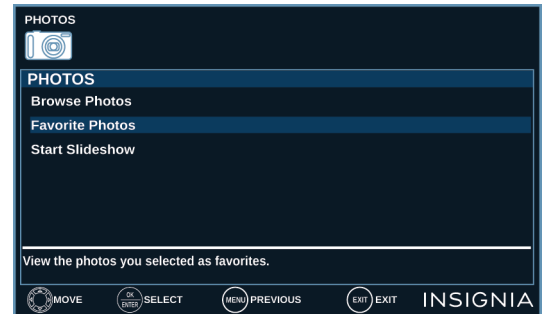 PHOTOS
PHOTOS
Browse Photos
Favorite Photos
Start Slideshow
View the photos you selected as favorites.
MOVE OK ENTER SELECT MENU PREVIOUS EXIT EXIT INSIGNIA